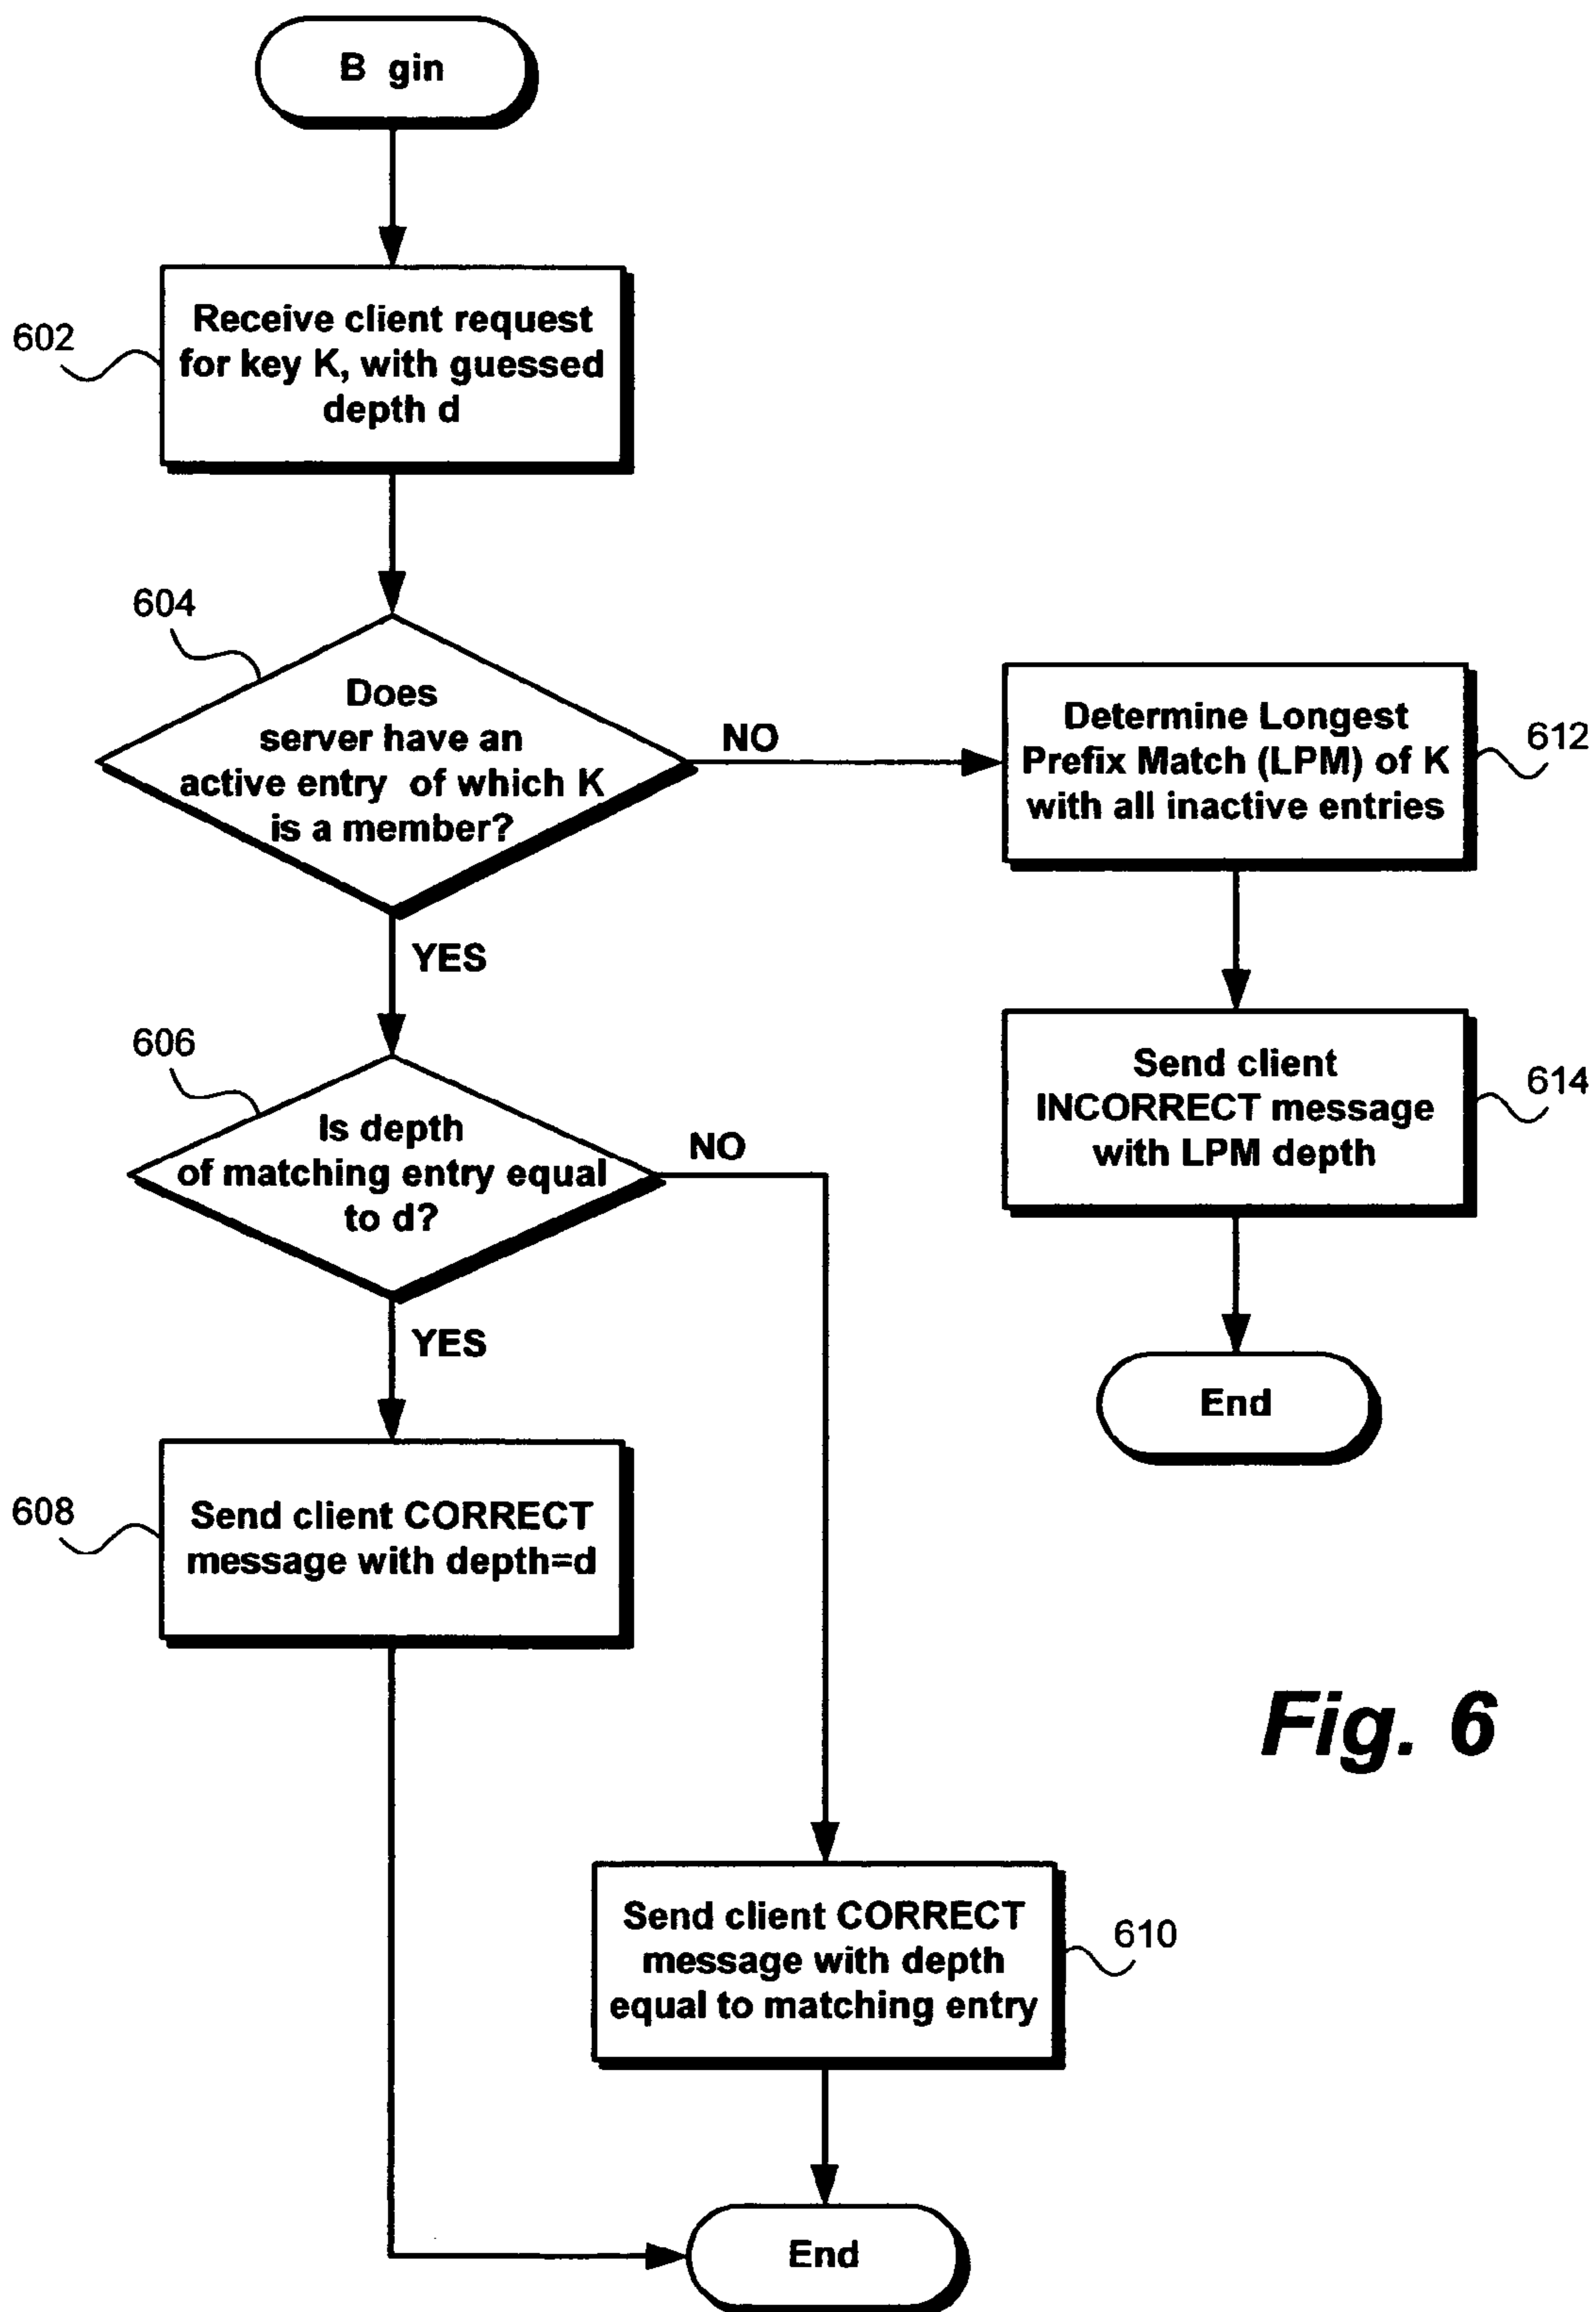 B gin
602
Receive client request
for key K, with guessed
depth d
604
Does
server have an
active entry of which K
is a member?
NO
Determine Longest
Prefix Match (LPM) of K
with all inactive entries
612
YES
606
Is depth
of matching entry equal
to d?
NO
Send client
INCORRECT message
with LPM depth
614
YES
End
608
Send client CORRECT
message with depth=d
Fig. 6
Send client CORRECT
message with depth
equal to matching entry
610
End